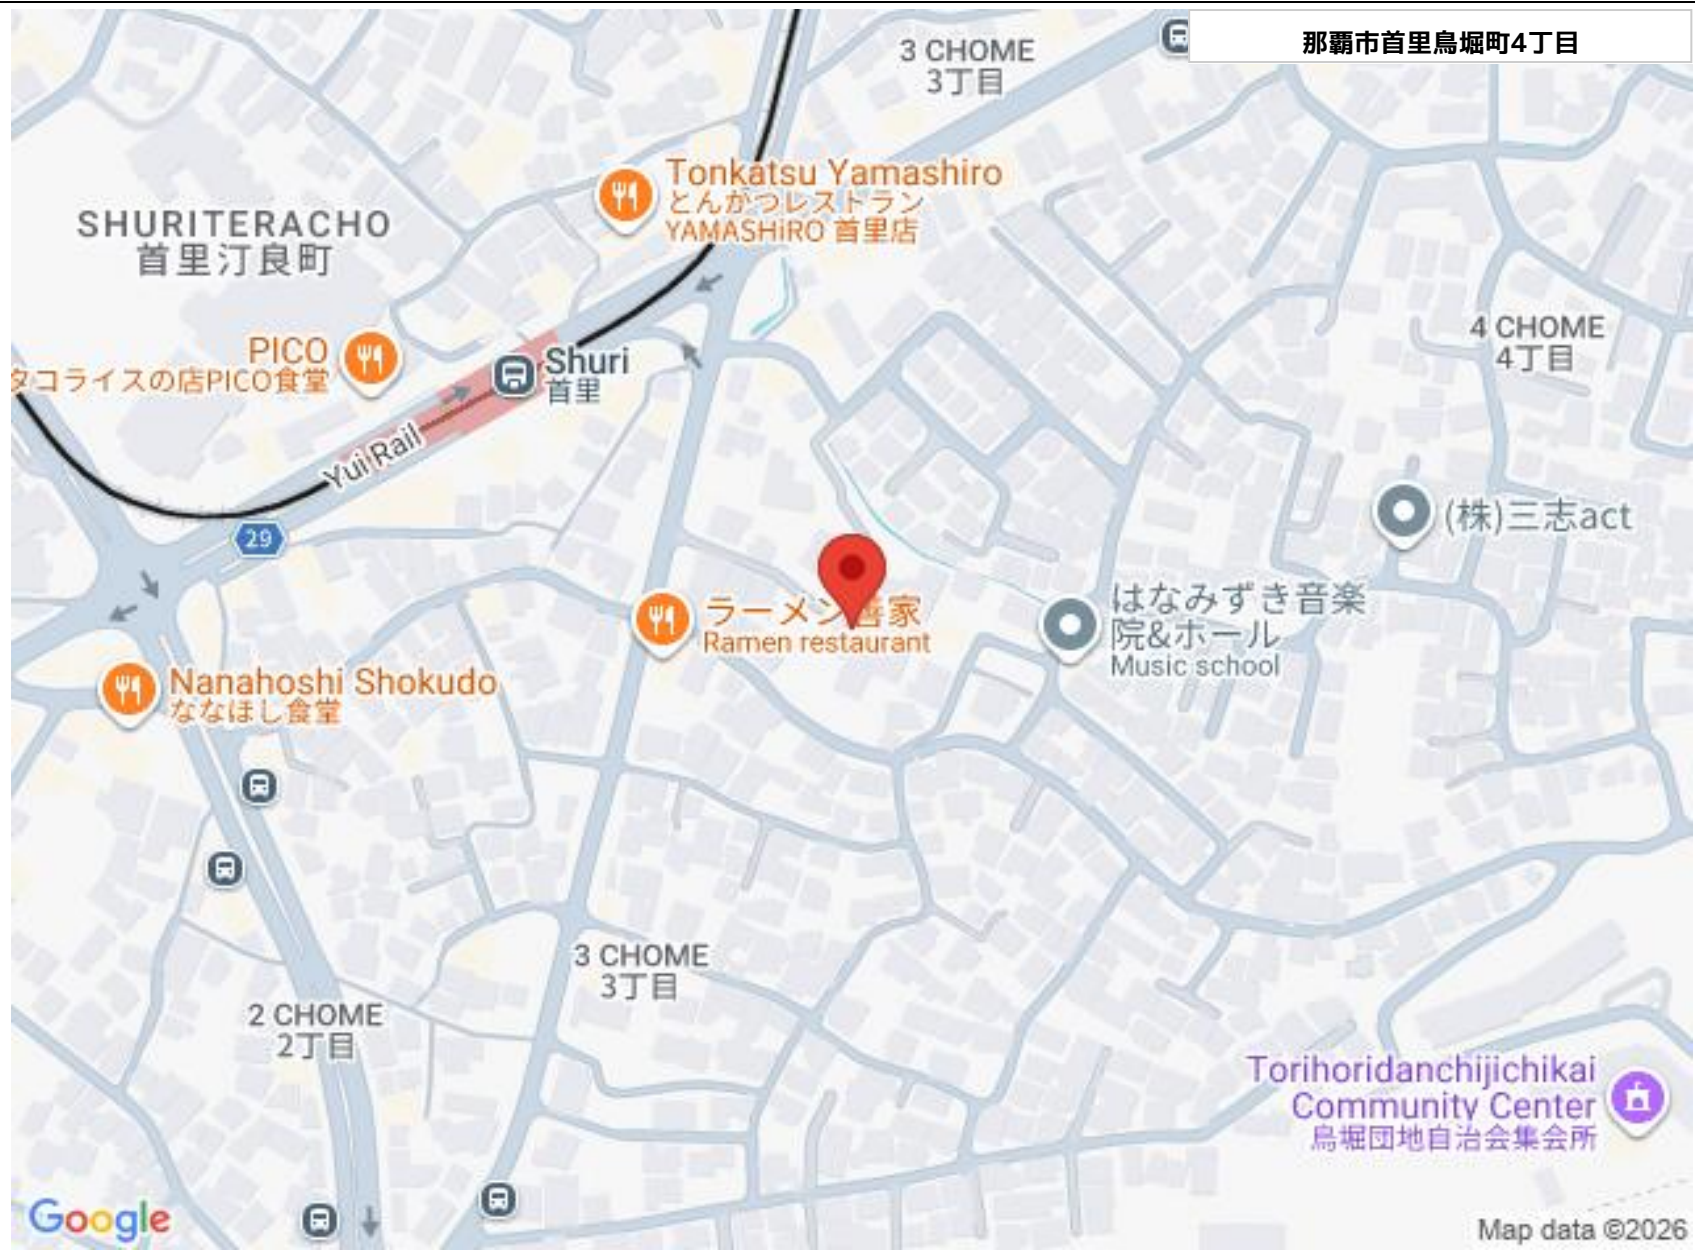 那覇市首里鳥堀町4丁目
3 CHOME
3丁目
Tonkatsu Yamashiro
とんかつレストラン
YAMASHiRO 首里店
SHURITERACHO
首里汀良町
4 CHOME
4丁目
PICO
タコライスの店PICO食堂
Shuri
首里
Yui Rail
29
(株)三志act
はなみずき音楽
院&ホール
Music school
ラーメン善家
Ramen restaurant
Nanahoshi Shokudo
ななほし食堂
3 CHOME
3丁目
2 CHOME
2丁目
Torihoridanchijichikai
Community Center
鳥堀団地自治会集会所
Google
Map data ©2026